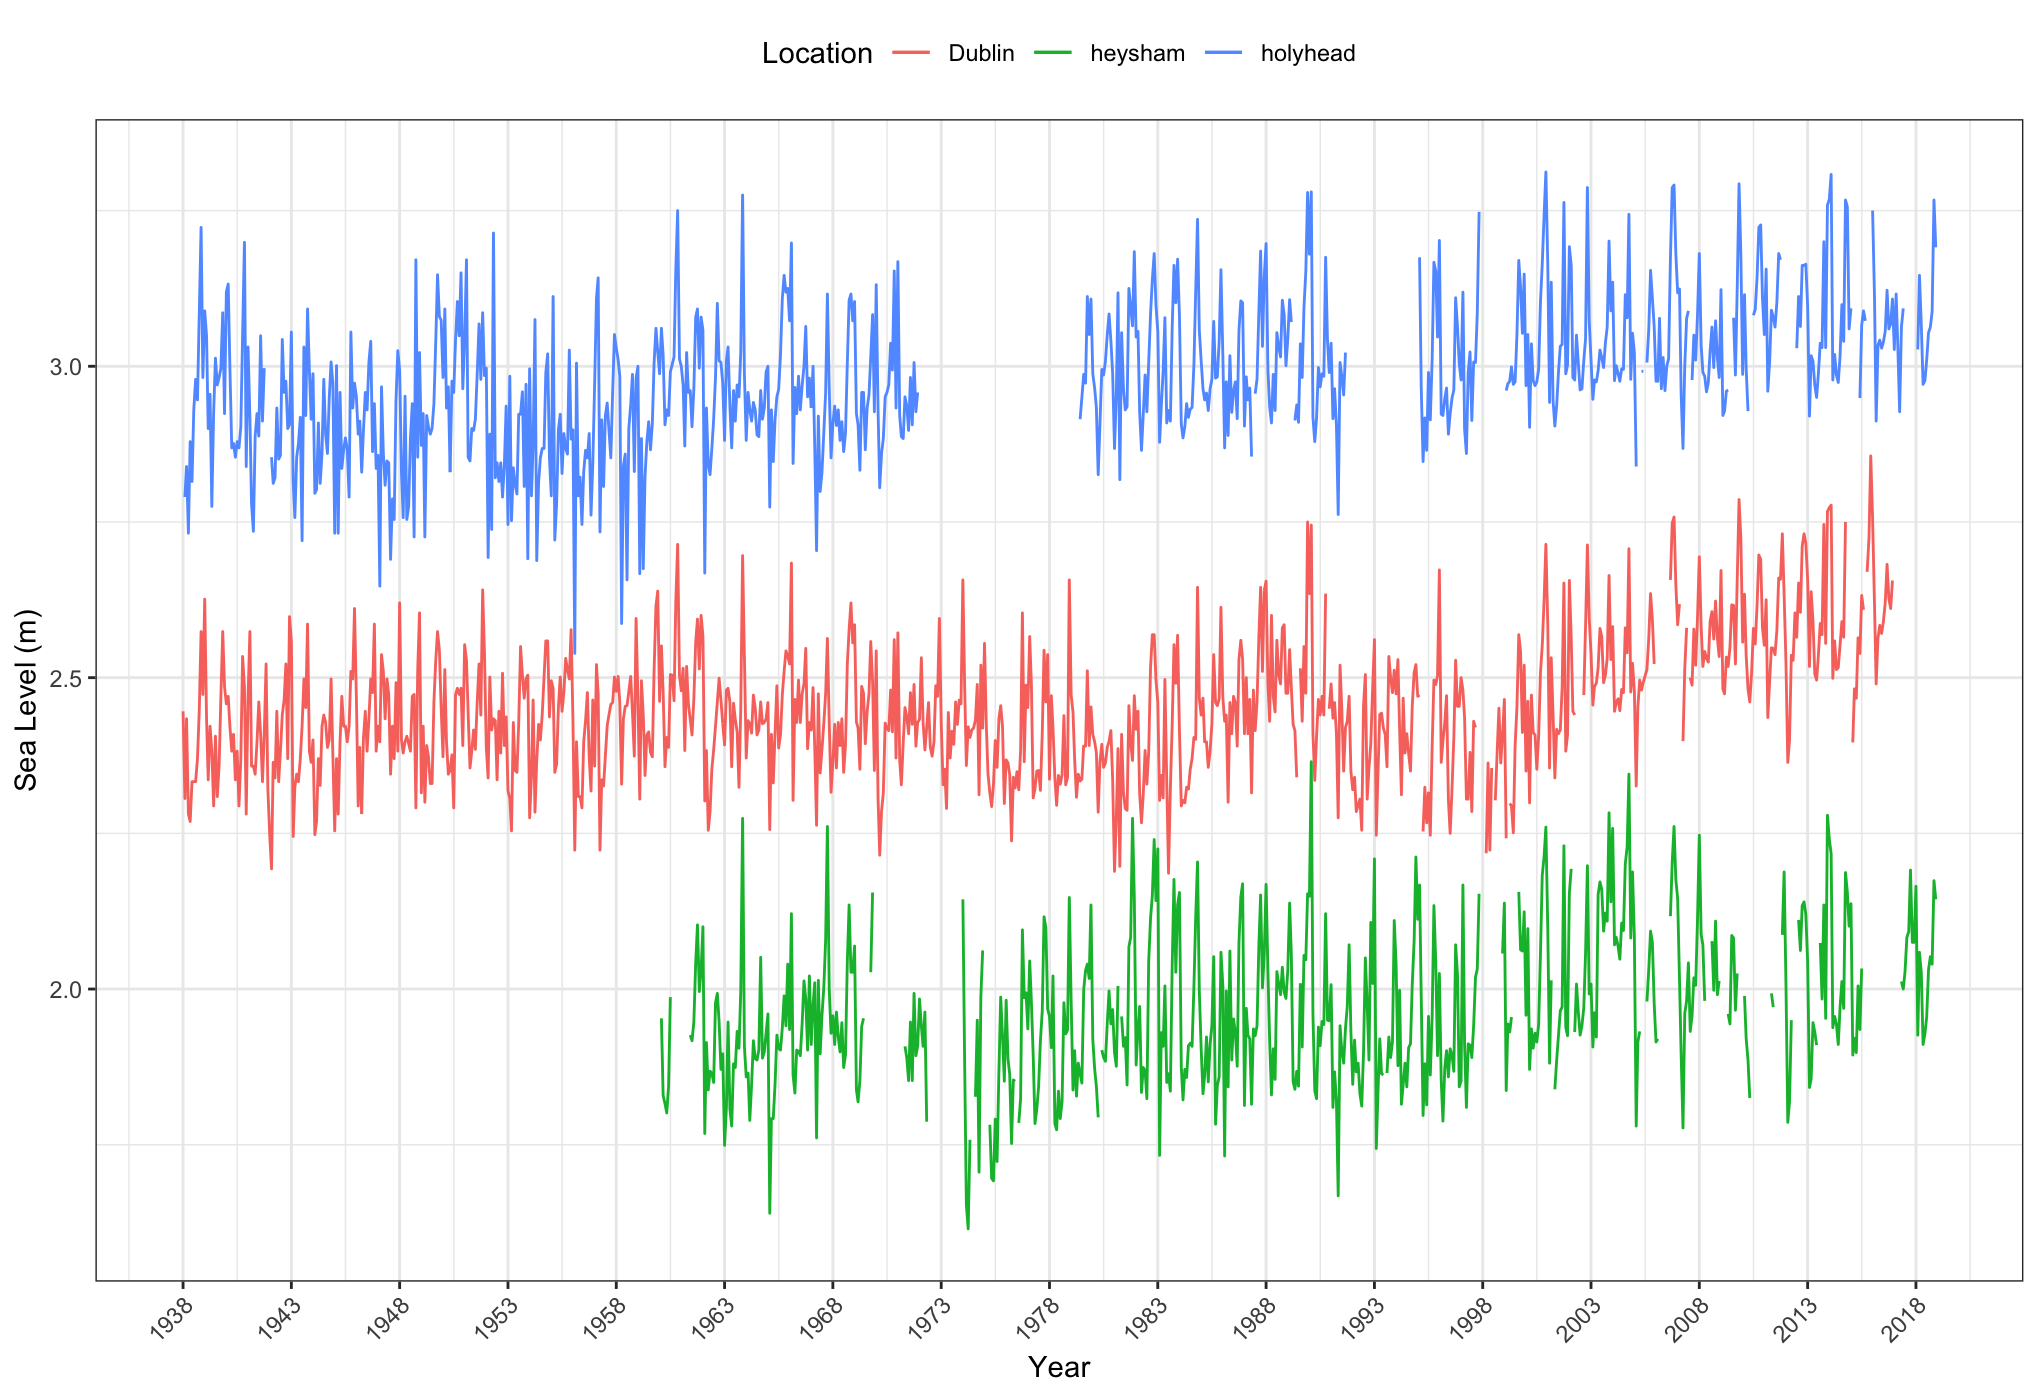 Location Dublin heysham holyhead
Sea Level (m)
3.0
2.5
2.0
1938 1943 1948 1953 1958 1963 1968 1973 1978 1983 1988 1993 1998 2003 2008 2013 2018
Year